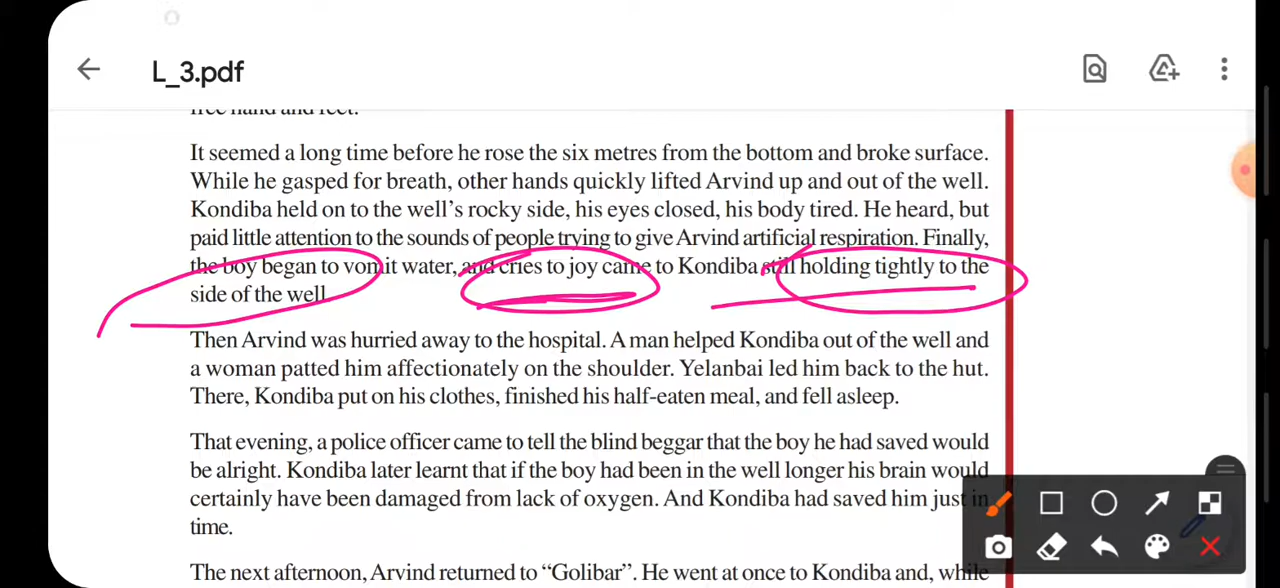 L_3.pdf
free hand and feet.
It seemed a long time before he rose the six metres from the bottom and broke surface.
While he gasped for breath, other hands quickly lifted Arvind up and out of the well.
Kondiba held on to the well's rocky side, his eyes closed, his body tired. He heard, but
paid little attention to the sounds of people trying to give Arvind artificial respiration. Finally,
the boy began to vomit water, and cries to joy came to Kondiba still holding tightly to the
side of the well
Then Arvind was hurried away to the hospital. A man helped Kondiba out of the well and
a woman patted him affectionately on the shoulder. Yelanbai led him back to the hut.
There, Kondiba put on his clothes, finished his half-eaten meal, and fell asleep.
That evening, a police officer came to tell the blind beggar that the boy he had saved would
be alright. Kondiba later learnt that if the boy had been in the well longer his brain would
certainly have been damaged from lack of oxygen. And Kondiba had saved him just in
time.
The next afternoon, Arvind returned to “Golibar”. He went at once to Kondiba and, while